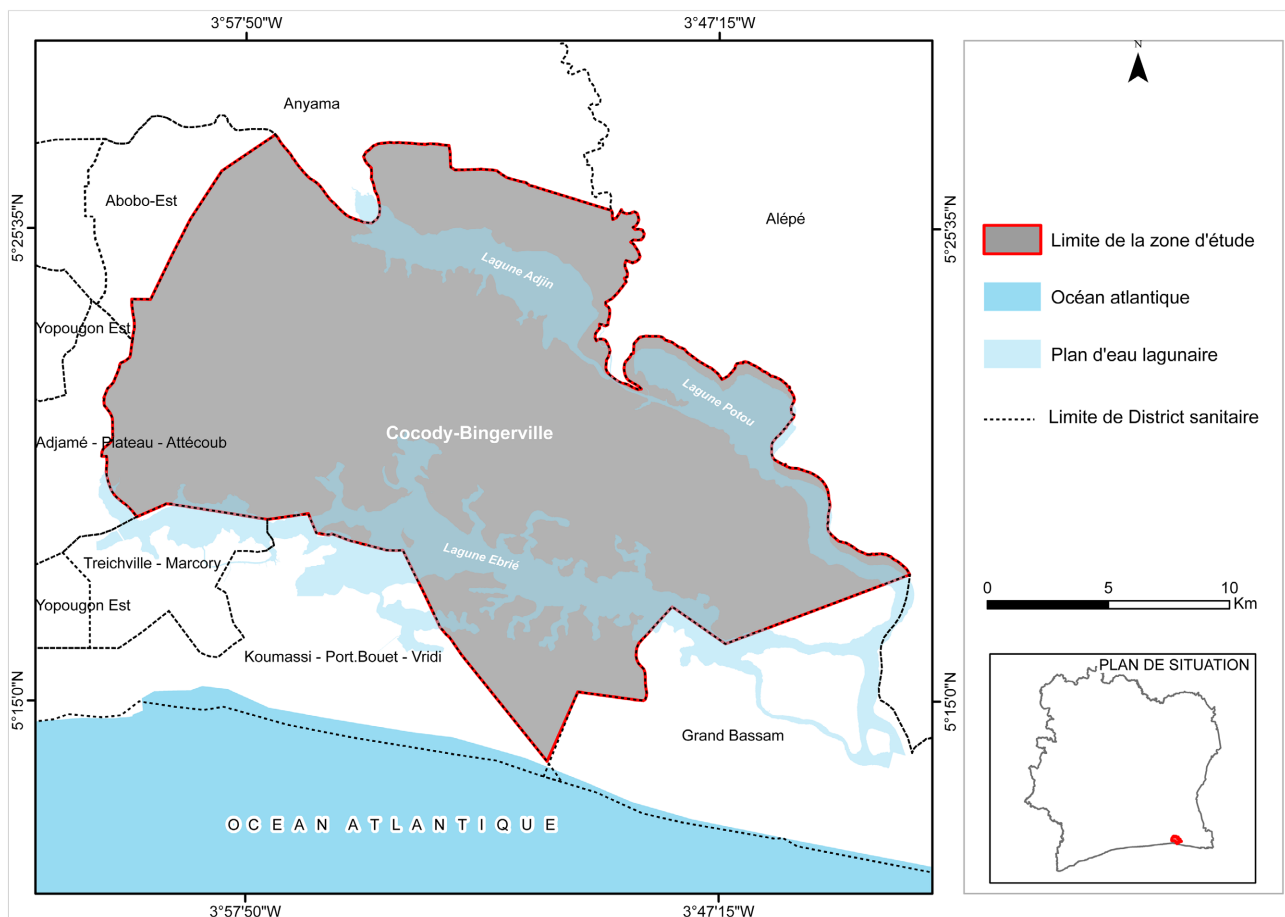 3°57'50"W
3°47'15"W
N
Anyama
Abobo-Est
Alépé
5°25'35"N
5°25'35"N
Limite de la zone d'étude
Lagune Adjin
Océan atlantique
Yopougon Est
Plan d'eau lagunaire
Lagune Potou
Limite de District sanitaire
Cocody-Bingerville
Adjamé - Plateau - Attécoub
Lagune Ebrié
Treichville - Marcory
Yopougon Est
0 5 10
Km
Koumassi - Port.Bouet - Vridi
PLAN DE SITUATION
5°15'0"N
5°15'0"N
Grand Bassam
OCEAN ATLANTIQUE
3°57'50"W
3°47'15"W